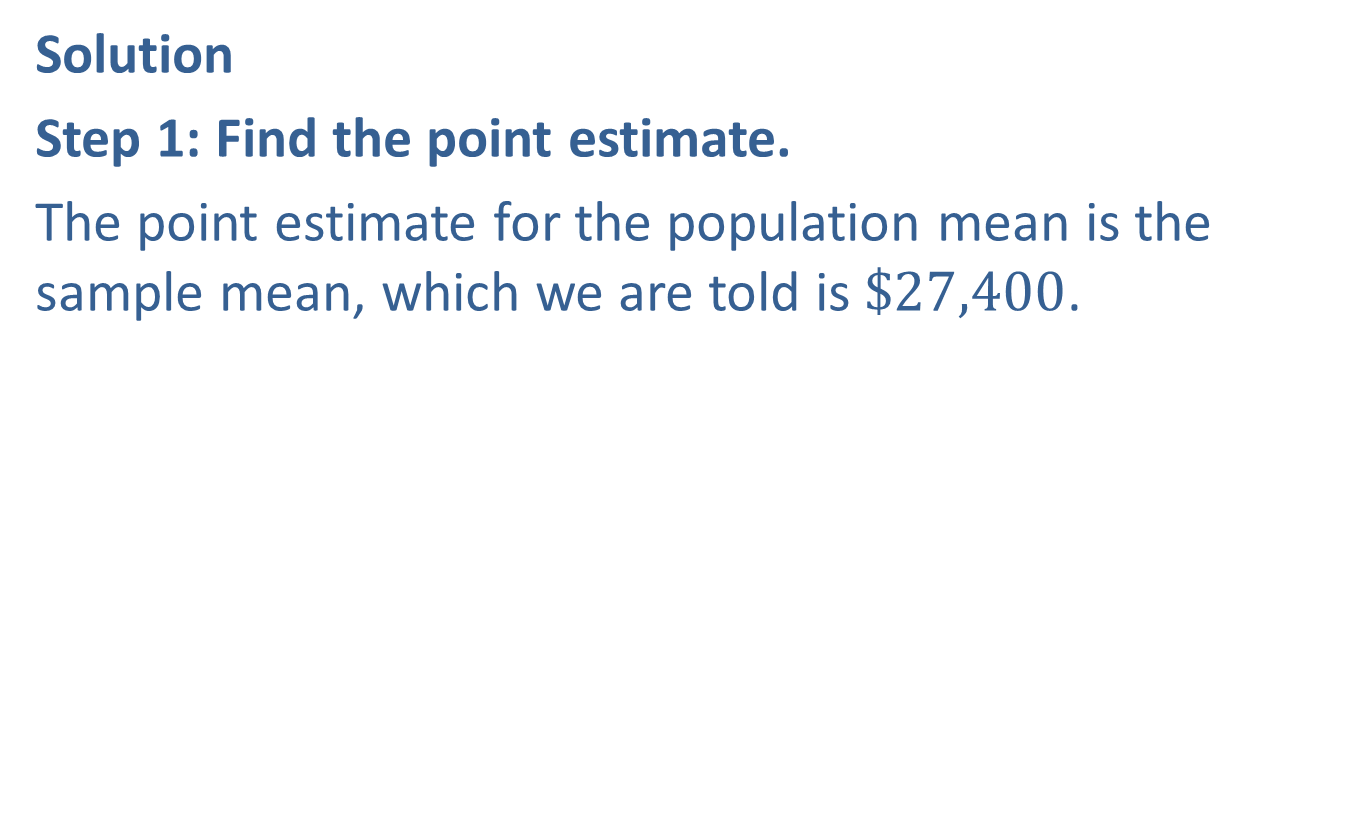 Solution
Step 1: Find the point estimate.
The point estimate for the population mean is the
sample mean, which we are told is $27,400.